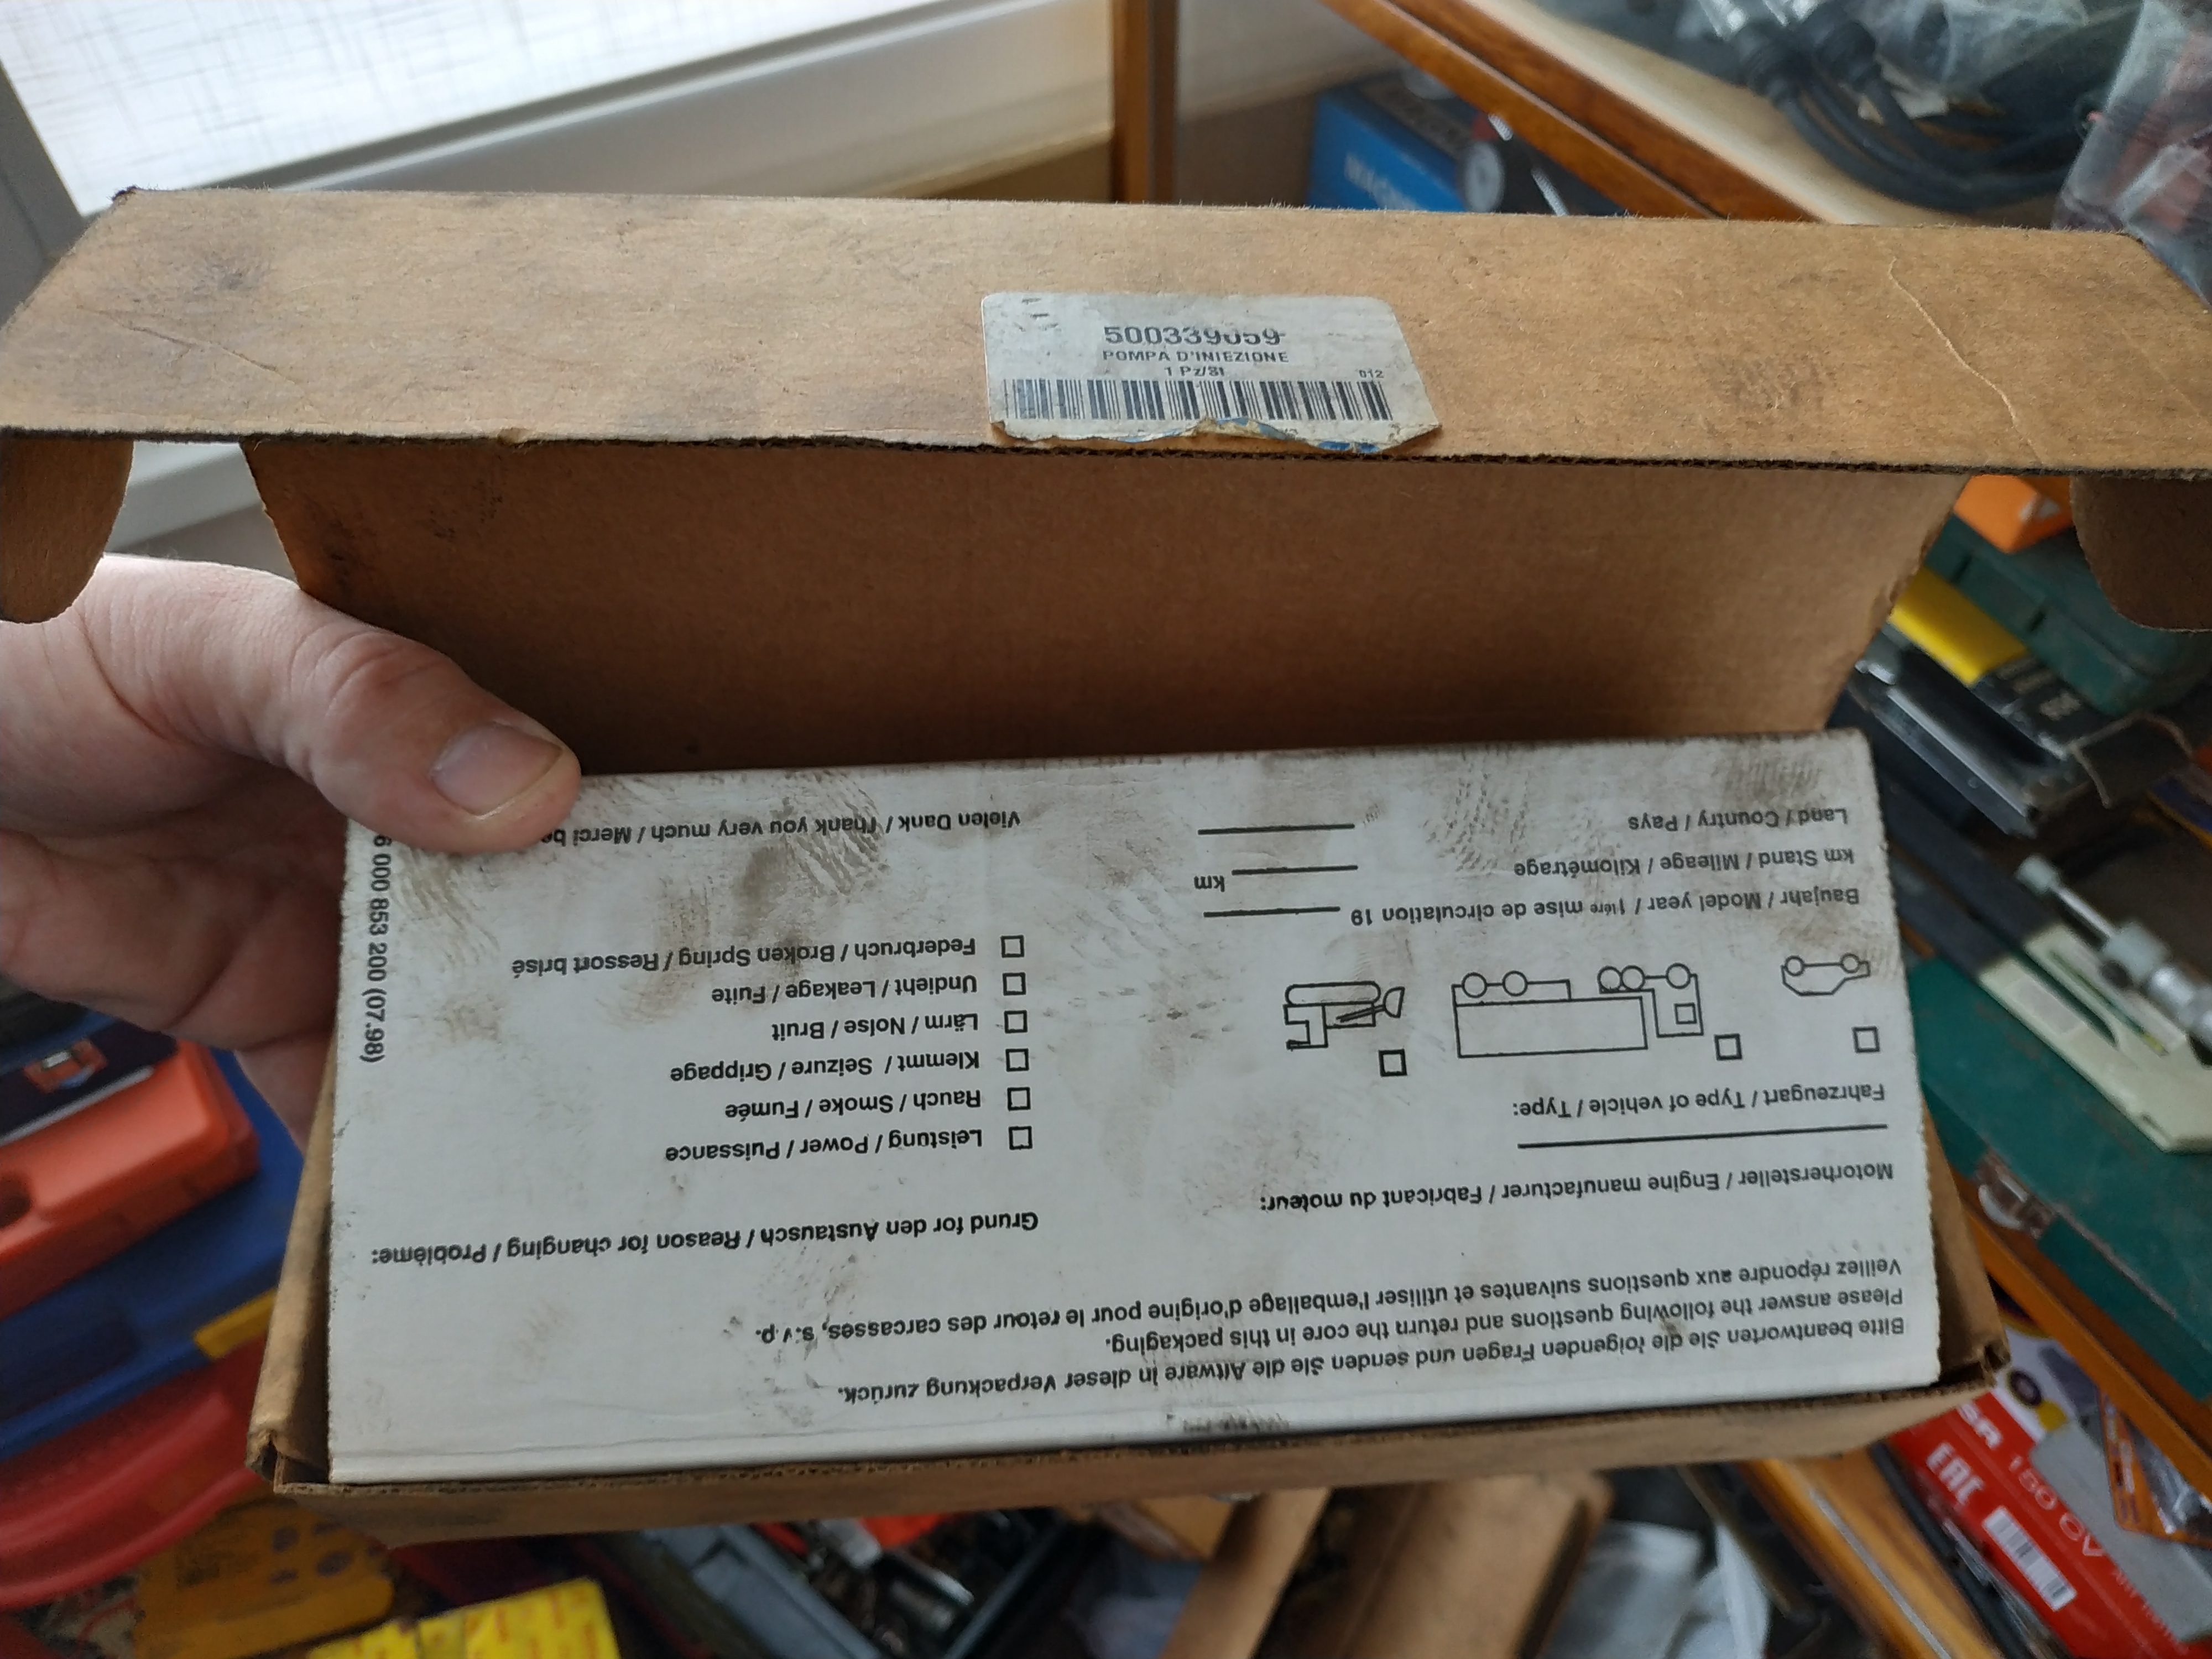 500339059
POMPA D'INIEZIONE
1 Pz/St
012
Bitte beantworten Sie die folgenden Fragen und senden Sie die Altware in dieser Verpackung zurück.
Please answer the following questions and return the core in this packaging.
Veillez répondre aux questions suivantes et utiliser l'emballage d'origine pour le retour des carcasses, s.v.p.
Motorhersteller / Engine manufacturer / Fabricant du moteur:
Fahrzeugart / Type of vehicle / Type:
Baujahr / Model year / 1ière mise de circulation 19
km Stand / Mileage / Kilométrage
km
Land / Country / Pays
Grund for den Austausch / Reason for changing / Problème:
Leistung / Power / Puissance
Rauch / Smoke / Fumée
Klemmt / Seizure / Grippage
Lärm / Noise / Bruit
Undicht / Leakage / Fuite
Federbruch / Broken Spring / Ressort brisé
Vielen Dank / Thank you very much / Merci
6 000 853 200 (07.98)
EAC